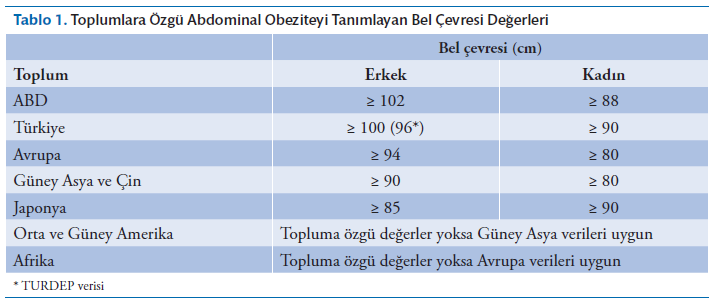 Tablo 1. Toplumlara Özgü Abdominal Obeziteyi Tanımlayan Bel Çevresi Değerleri
Bel çevresi (cm)
Toplum Erkek Kadın
ABD ≥ 102 ≥ 88
Türkiye ≥ 100 (96*) ≥ 90
Avrupa ≥ 94 ≥ 80
Güney Asya ve Çin ≥ 90 ≥ 80
Japonya ≥ 85 ≥ 90
Orta ve Güney Amerika Topluma özgü değerler yoksa Güney Asya verileri uygun
Afrika Topluma özgü değerler yoksa Avrupa verileri uygun
* TURDEP verisi